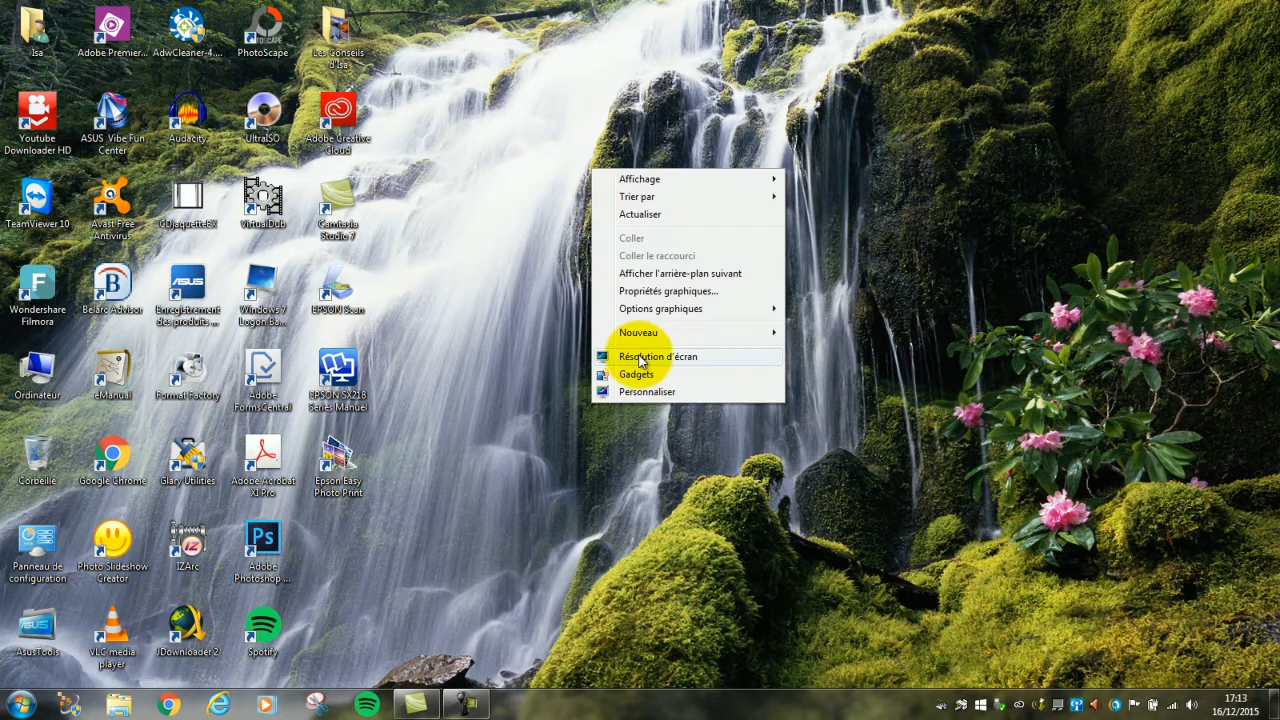 Isa
Adobe Premier...
AdwCleaner-4....
PhotoScape
Les Conseils
d'Isa
Youtube
Downloader HD
ASUS Vibe Fun
Center
Audacity
UltraISO
Adobe Creative
Cloud
TeamViewer 10
Avast Free
Antivirus
CDjaquetteEX
VirtualDub
Camtasia
Studio 7
Wondershare
Filmora
Belarc Advisor
Enregistrement
des produits ...
Windows 7
Logon Ba...
EPSON Scan
Ordinateur
eManual
Format Factory
Adobe
FormsCentral
EPSON SX218
Series Manuel
Corbeille
Google Chrome
Glary Utilities
Adobe Acrobat
XI Pro
Epson Easy
Photo Print
Panneau de
configuration
Photo Slideshow
Creator
IZArc
Adobe
Photoshop ...
AsusTools
VLC media
player
JDownloader 2
Spotify
Affichage
Trier par
Actualiser
Coller
Coller le raccourci
Afficher l'arrière-plan suivant
Propriétés graphiques...
Options graphiques
Nouveau
Résolution d'écran
Gadgets
Personnaliser
17:13
16/12/2015